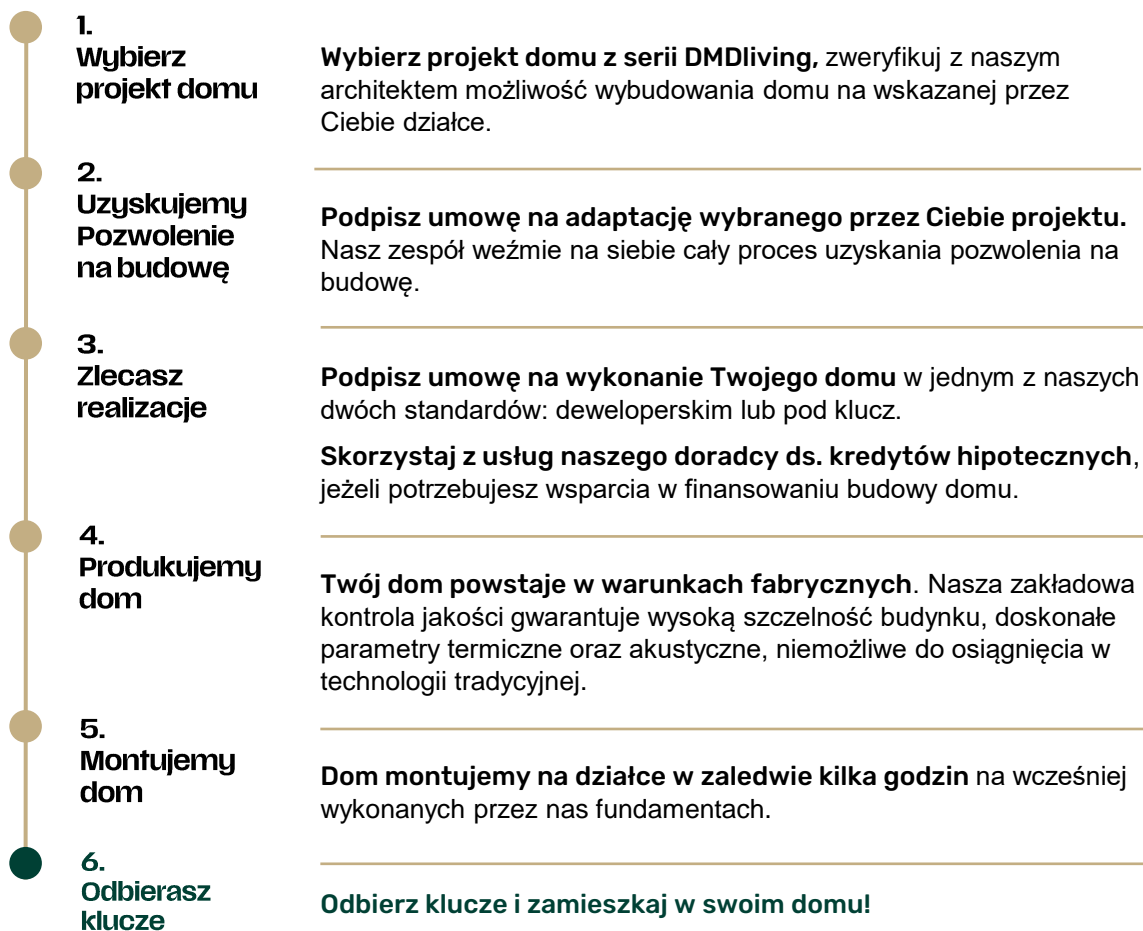 1.
Wybierz
projekt domu
Wybierz projekt domu z serii DMDliving, zweryfikuj z naszym
architektem możliwość wybudowania domu na wskazanej przez
Ciebie działce.
2.
Uzyskujemy
Pozwolenie
na budowę
Podpisz umowę na adaptację wybranego przez Ciebie projektu.
Nasz zespół weźmie na siebie cały proces uzyskania pozwolenia na
budowę.
3.
Zlecasz
realizacje
Podpisz umowę na wykonanie Twojego domu w jednym z naszych
dwóch standardów: deweloperskim lub pod klucz.
Skorzystaj z usług naszego doradcy ds. kredytów hipotecznych,
jeżeli potrzebujesz wsparcia w finansowaniu budowy domu.
4.
Produkujemy
dom
Twój dom powstaje w warunkach fabrycznych. Nasza zakładowa
kontrola jakości gwarantuje wysoką szczelność budynku, doskonałe
parametry termiczne oraz akustyczne, niemożliwe do osiągnięcia w
technologii tradycyjnej.
5.
Montujemy
dom
Dom montujemy na działce w zaledwie kilka godzin na wcześniej
wykonanych przez nas fundamentach.
6.
Odbierasz
klucze
Odbierz klucze i zamieszkaj w swoim domu!